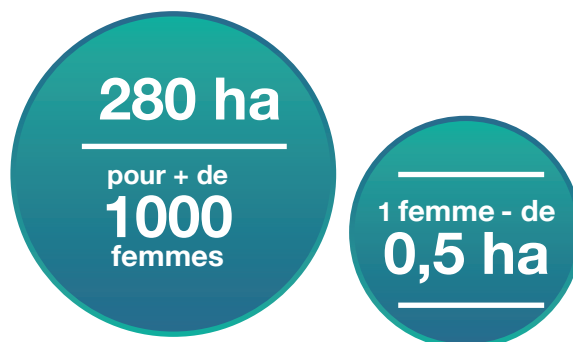 280 ha
pour + de
1000
femmes
1 femme - de
0,5 ha